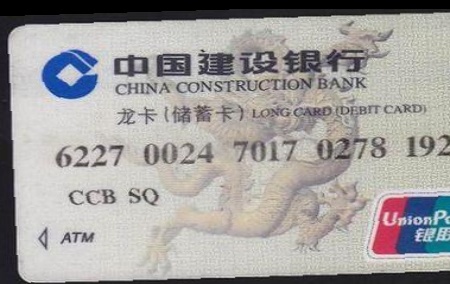 中国建设银行
CHINA CONSTRUCTION BANK
龙卡(储蓄卡) LONG CARD (DEBIT CARD)
6227 0024 7017 0278 192
CCB SQ
ATM
UnionPa
银联